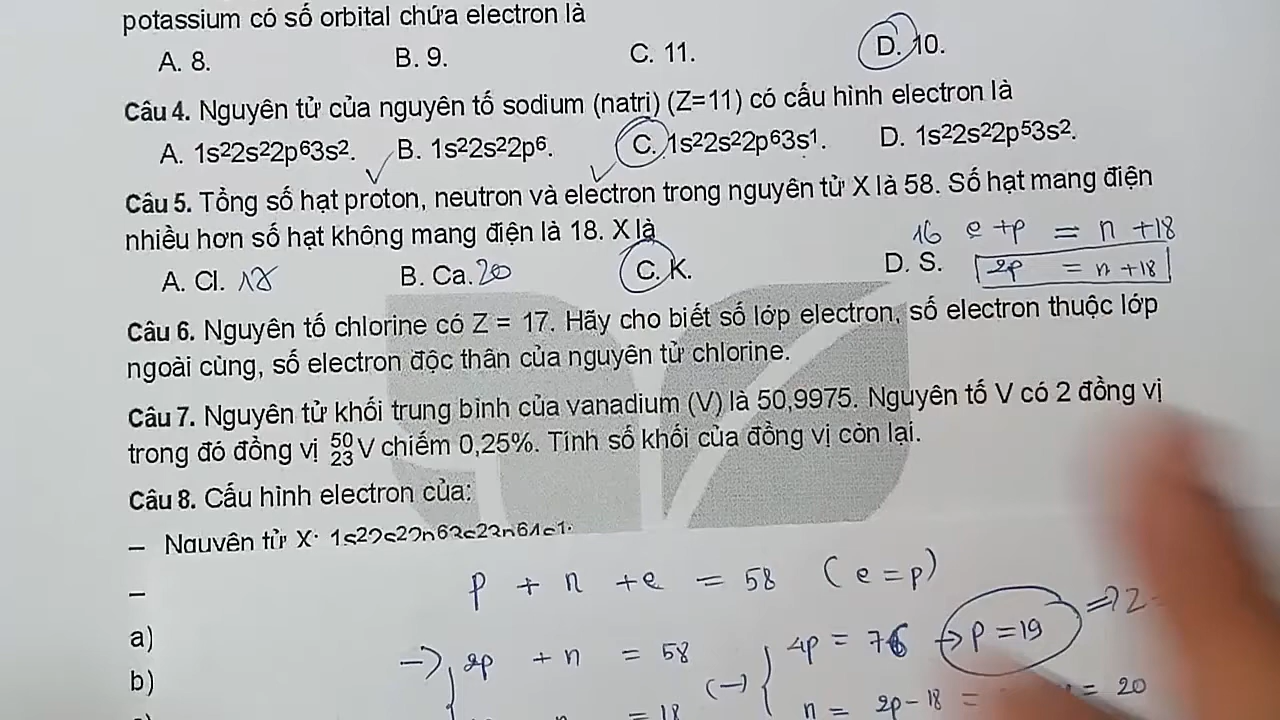 potassium có số orbital chứa electron là
A. 8. B. 9. C. 11. D. 10.
Câu 4. Nguyên tử của nguyên tố sodium (natri) (Z=11) có cấu hình electron là
A. 1s²2s²2p⁶3s². B. 1s²2s²2p⁶. C. 1s²2s²2p⁶3s¹. D. 1s²2s²2p⁵3s².
Câu 5. Tổng số hạt proton, neutron và electron trong nguyên tử X là 58. Số hạt mang điện
nhiều hơn số hạt không mang điện là 18. X là
16 e + p = n + 18
A. Cl. B. Ca. 20 C. K. D. S. 2p = n + 18
Câu 6. Nguyên tố chlorine có Z = 17. Hãy cho biết số lớp electron, số electron thuộc lớp
ngoài cùng, số electron độc thân của nguyên tử chlorine.
Câu 7. Nguyên tử khối trung bình của vanadium (V) là 50,9975. Nguyên tố V có 2 đồng vị
trong đó đồng vị ⁵⁰₂₃V chiếm 0,25%. Tính số khối của đồng vị còn lại.
Câu 8. Cấu hình electron của:
– Nguyên tử X:
p + n + e = 58 (e = p)
–
a) → 2p + n = 58 (→) 4p = 76 → p = 19
b) = 18 n = 2p - 18 = = 20